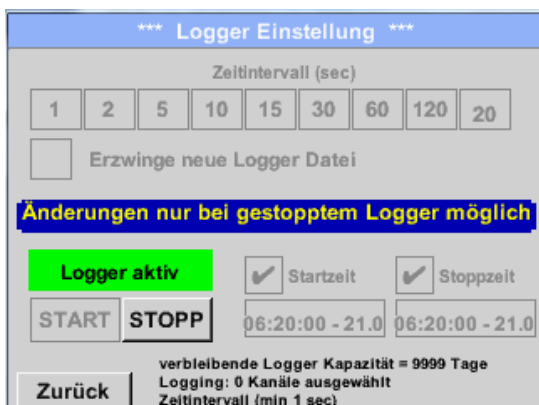 *** Logger Einstellung ***
Zeitintervall (sec)
1 2 5 10 15 30 60 120 20
Erzwinge neue Logger Datei
Änderungen nur bei gestopptem Logger möglich
Logger aktiv
Startzeit
Stoppzeit
START STOPP
06:20:00 - 21.0
06:20:00 - 21.0
verbleibende Logger Kapazität = 9999 Tage
Logging: 0 Kanäle ausgewählt
Zeitintervall (min 1 sec)
Zurück